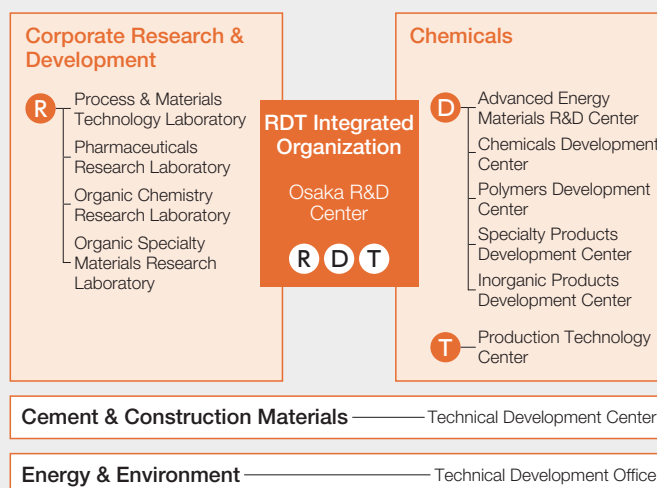 Corporate Research &
Development
R
Process & Materials
Technology Laboratory
Pharmaceuticals
Research Laboratory
Organic Chemistry
Research Laboratory
Organic Specialty
Materials Research
Laboratory
RDT Integrated
Organization
Osaka R&D
Center
R D T
Chemicals
D
Advanced Energy
Materials R&D Center
Chemicals Development
Center
Polymers Development
Center
Specialty Products
Development Center
Inorganic Products
Development Center
T
Production Technology
Center
Cement & Construction Materials Technical Development Center
Energy & Environment Technical Development Office